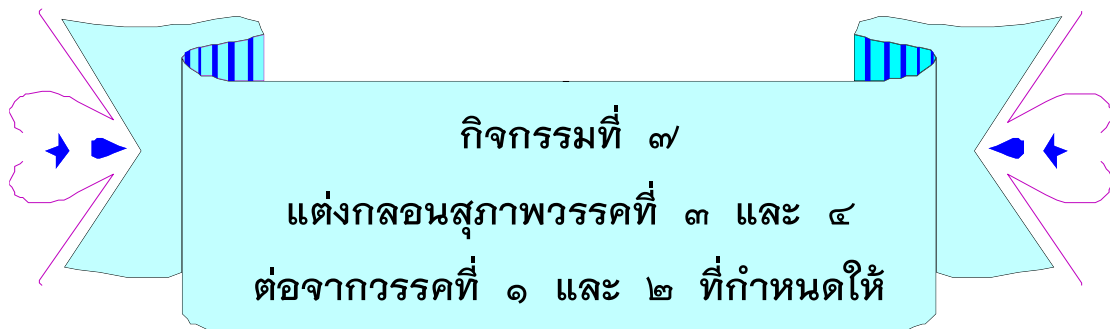 กิจกรรมที่ ๗
แต่งกลอนสุภาพวรรคที่ ๓ และ ๔
ต่อจากวรรคที่ ๑ และ ๒ ที่กำหนดให้